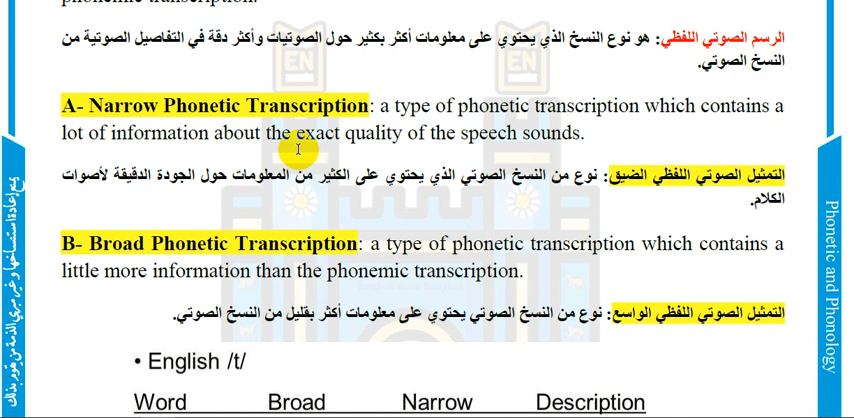 phonemic transcription.
الرسم الصوتي اللفظي: هو نوع النسخ الذي يحتوي على معلومات أكثر بكثير حول الصوتيات وأكثر دقة في التفاصيل الصوتية من
النسخ الصوتي.
A- Narrow Phonetic Transcription: a type of phonetic transcription which contains a
lot of information about the exact quality of the speech sounds.
التمثيل الصوتي اللفظي الضيق: نوع من النسخ الصوتي الذي يحتوي على الكثير من المعلومات حول الجودة الدقيقة لأصوات
الكلام.
B- Broad Phonetic Transcription: a type of phonetic transcription which contains a
little more information than the phonemic transcription.
التمثيل الصوتي اللفظي الواسع: نوع من النسخ الصوتي يحتوي على معلومات أكثر بقليل من النسخ الصوتي.
• English /t/
Word Broad Narrow Description
Phonetic and Phonology
EN
EN